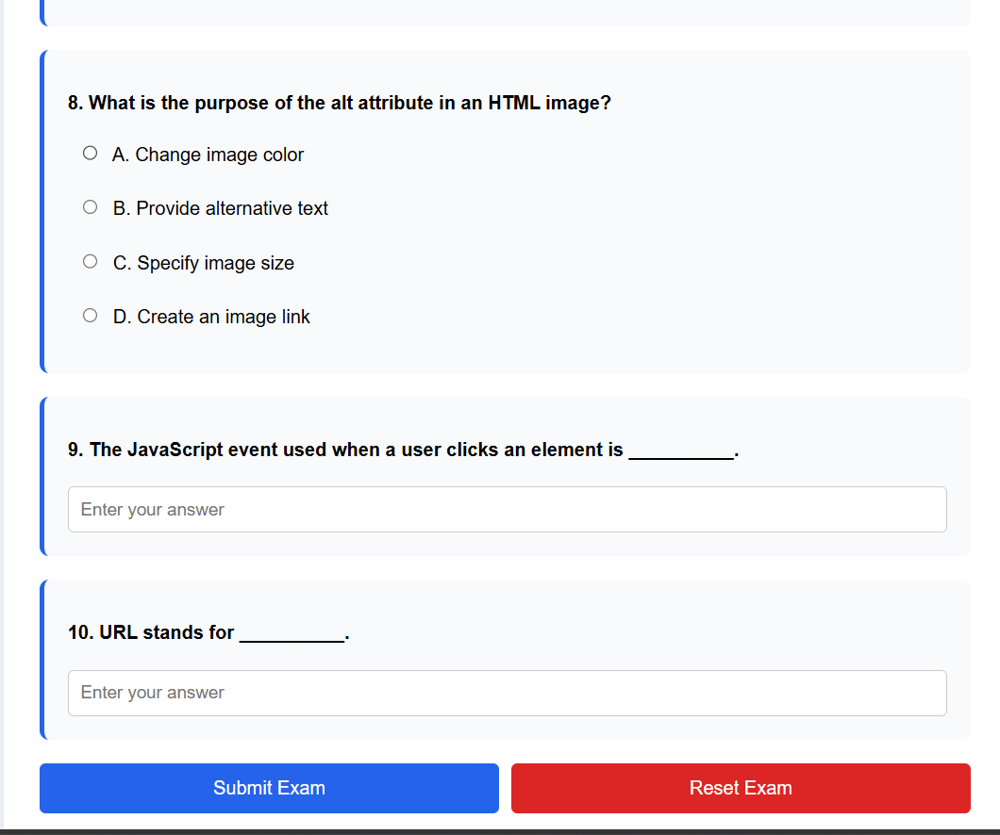 8. What is the purpose of the alt attribute in an HTML image?
A. Change image color
B. Provide alternative text
C. Specify image size
D. Create an image link
9. The JavaScript event used when a user clicks an element is __________.
Enter your answer
10. URL stands for __________.
Enter your answer
Submit Exam
Reset Exam